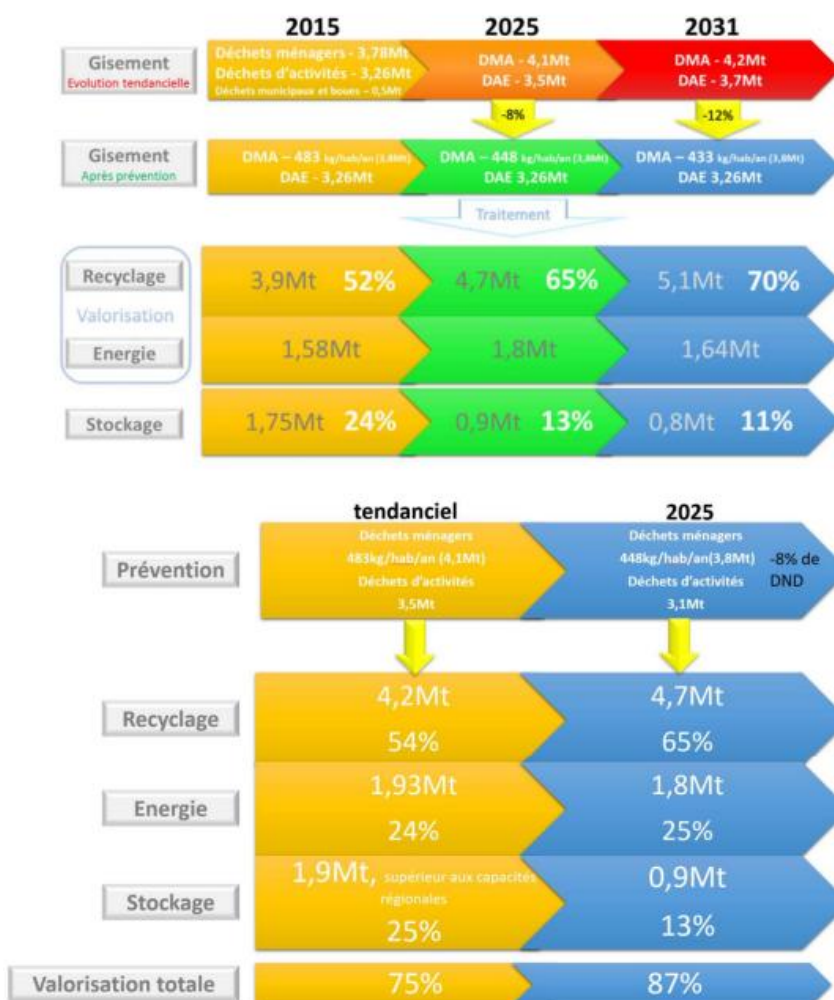 2015 2025 2031
Gisement
Evolution tendancielle
Déchets ménagers - 3,78Mt
Déchets d'activités - 3,26Mt
Déchets municipaux et boues – 0,5Mt
DMA - 4,1Mt
DAE - 3,5Mt
DMA - 4,2Mt
DAE - 3,7Mt
-8% -12%
Gisement
Après prévention
DMA – 483 kg/hab/an (3,8Mt)
DAE - 3,26Mt
DMA – 448 kg/hab/an (3,8Mt)
DAE 3,26Mt
DMA – 433 kg/hab/an (3,8Mt)
DAE 3,26Mt
Traitement
Recyclage 3,9Mt 52% 4,7Mt 65% 5,1Mt 70%
Valorisation
Energie 1,58Mt 1,8Mt 1,64Mt
Stockage 1,75Mt 24% 0,9Mt 13% 0,8Mt 11%
tendanciel 2025
Prévention
Déchets ménagers
483kg/hab/an (4,1Mt)
Déchets d'activités
3,5Mt
Déchets ménagers
448kg/hab/an(3,8Mt)
Déchets d'activités
3,1Mt
-8% de
DND
Recyclage
4,2Mt
54%
4,7Mt
65%
Energie
1,93Mt
24%
1,8Mt
25%
Stockage
1,9Mt, supérieur aux capacités
régionales
25%
0,9Mt
13%
Valorisation totale 75% 87%